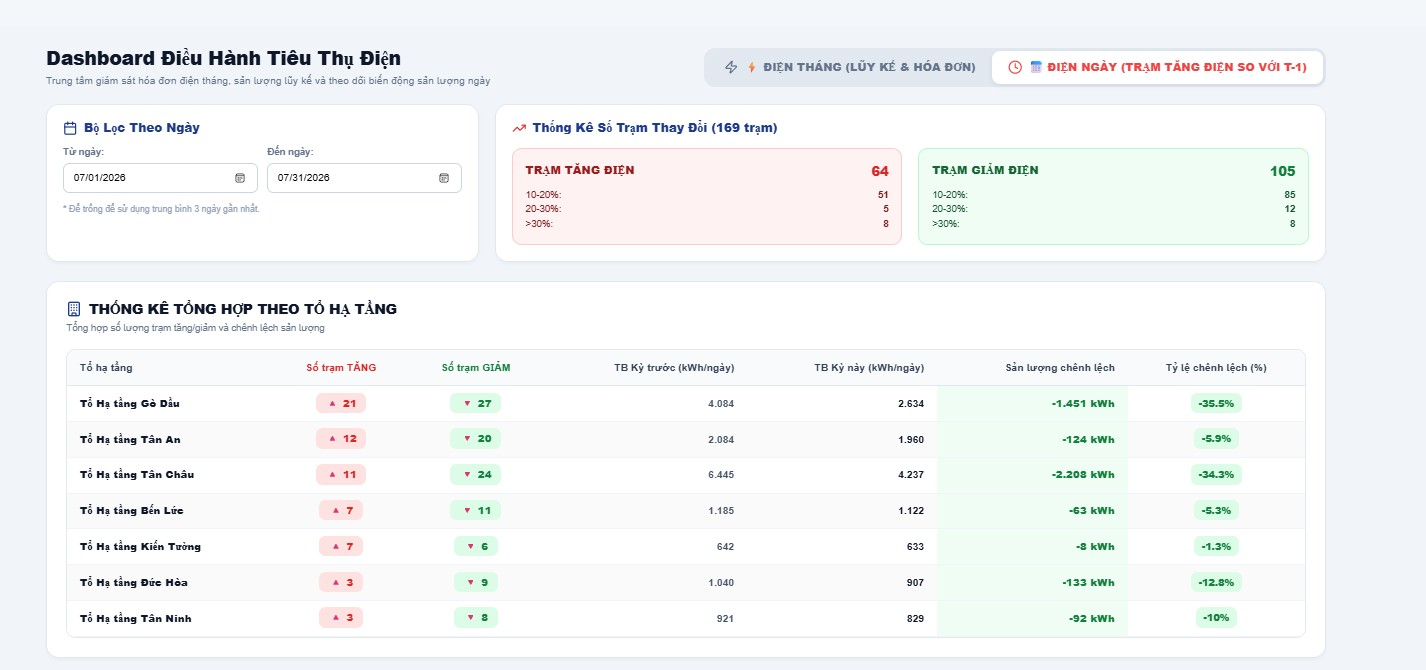 Dashboard Điều Hành Tiêu Thụ Điện
Trung tâm giám sát hóa đơn điện tháng, sản lượng lũy kế và theo dõi biến động sản lượng ngày
ĐIỆN THÁNG (LŨY KẾ & HÓA ĐƠN)
ĐIỆN NGÀY (TRẠM TĂNG ĐIỆN SO VỚI T-1)
Bộ Lọc Theo Ngày
Từ ngày: Đến ngày:
07/01/2026 07/31/2026
* Để trống để sử dụng trung bình 3 ngày gần nhất.
Thống Kê Số Trạm Thay Đổi (169 trạm)
TRẠM TĂNG ĐIỆN 64
10-20%: 51
20-30%: 5
>30%: 8
TRẠM GIẢM ĐIỆN 105
10-20%: 85
20-30%: 12
>30%: 8
THỐNG KÊ TỔNG HỢP THEO TỔ HẠ TẦNG
Tổng hợp số lượng trạm tăng/giảm và chênh lệch sản lượng
Tổ hạ tầng Số trạm TĂNG Số trạm GIẢM TB Kỳ trước (kWh/ngày) TB Kỳ này (kWh/ngày) Sản lượng chênh lệch Tỷ lệ chênh lệch (%)
Tổ Hạ tầng Gò Dầu ▲ 21 ▼ 27 4.084 2.634 -1.451 kWh -35.5%
Tổ Hạ tầng Tân An ▲ 12 ▼ 20 2.084 1.960 -124 kWh -5.9%
Tổ Hạ tầng Tân Châu ▲ 11 ▼ 24 6.445 4.237 -2.208 kWh -34.3%
Tổ Hạ tầng Bến Lức ▲ 7 ▼ 11 1.185 1.122 -63 kWh -5.3%
Tổ Hạ tầng Kiến Tường ▲ 7 ▼ 6 642 633 -8 kWh -1.3%
Tổ Hạ tầng Đức Hòa ▲ 3 ▼ 9 1.040 907 -133 kWh -12.8%
Tổ Hạ tầng Tân Ninh ▲ 3 ▼ 8 921 829 -92 kWh -10%